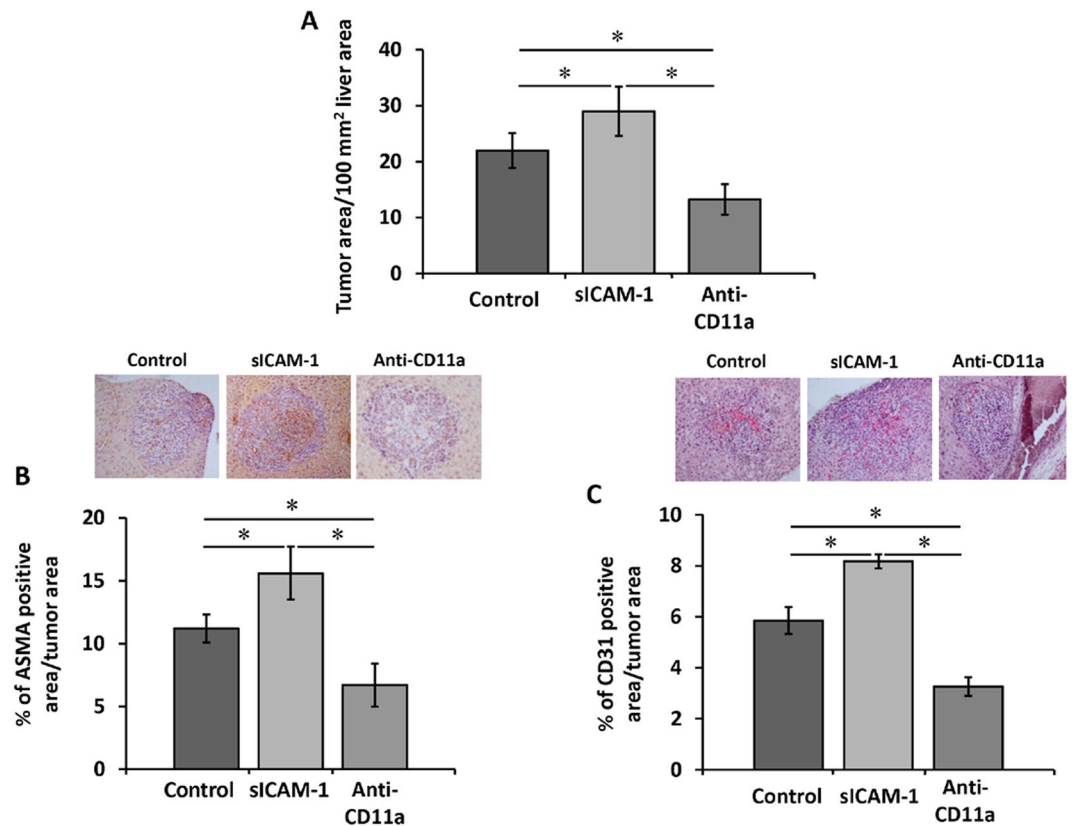 A
Tumor area/100 mm² liver area
40
30
20
10
0
*
*
*
Control
sICAM-1
Anti-
CD11a
Control
sICAM-1
Anti-CD11a
B
% of ASMA positive
area/tumor area
20
15
10
5
0
*
*
*
Control
sICAM-1
Anti-
CD11a
Control
sICAM-1
Anti-CD11a
C
% of CD31 positive
area/tumor area
10
8
6
4
2
0
*
*
*
Control
sICAM-1
Anti-
CD11a